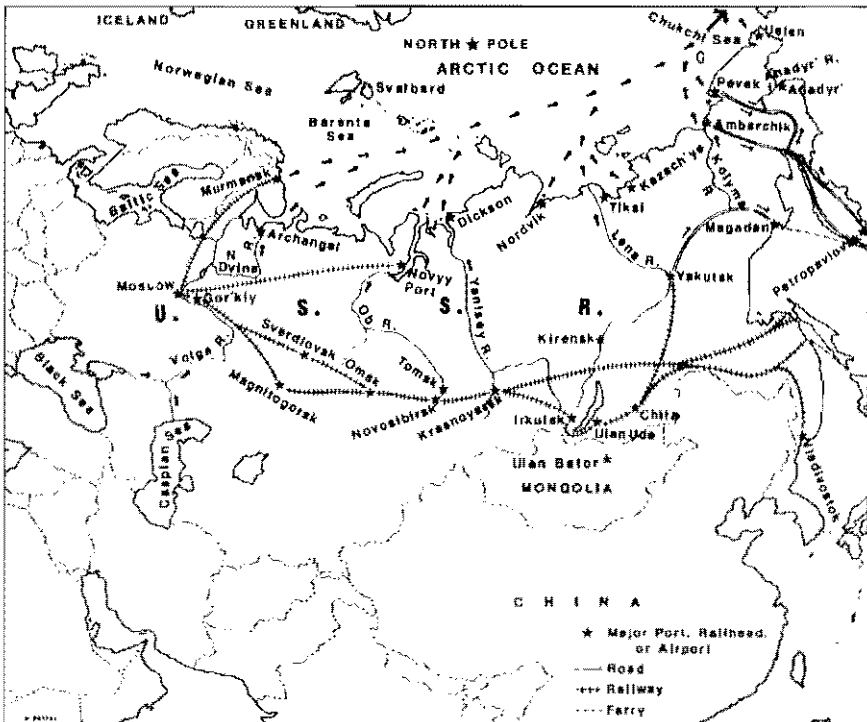 ICELAND
GREENLAND
NORTH ★ POLE
ARCTIC OCEAN
Chukchi Sea
Uelen
Norwegian Sea
Svalbard
Barents Sea
Pevek
Anadyr' R.
Anadyr'
Ambarchik
Baltic Sea
Murmansk
Archangel
Dickson
Nordvik
Tiksi
Kazach'ye
Kolyma R.
Magadan
N Dvina R.
Novyy Port
Lena R.
Yakutsk
Petropavlo
Moscow
Gor'kiy
U. S. S. R.
Ob R.
Yenisey R.
Kirensk
Black Sea
Volga R.
Sverdlovsk
Omsk
Tomsk
Magnitogorsk
Novosibirsk
Krasnoyarsk
Irkutsk
Ulan Ude
Chita
Caspian Sea
Ulan Bator
MONGOLIA
Vladivostok
CHINA
★ Major Port, Railhead,
or Airport
Road
Railway
Ferry